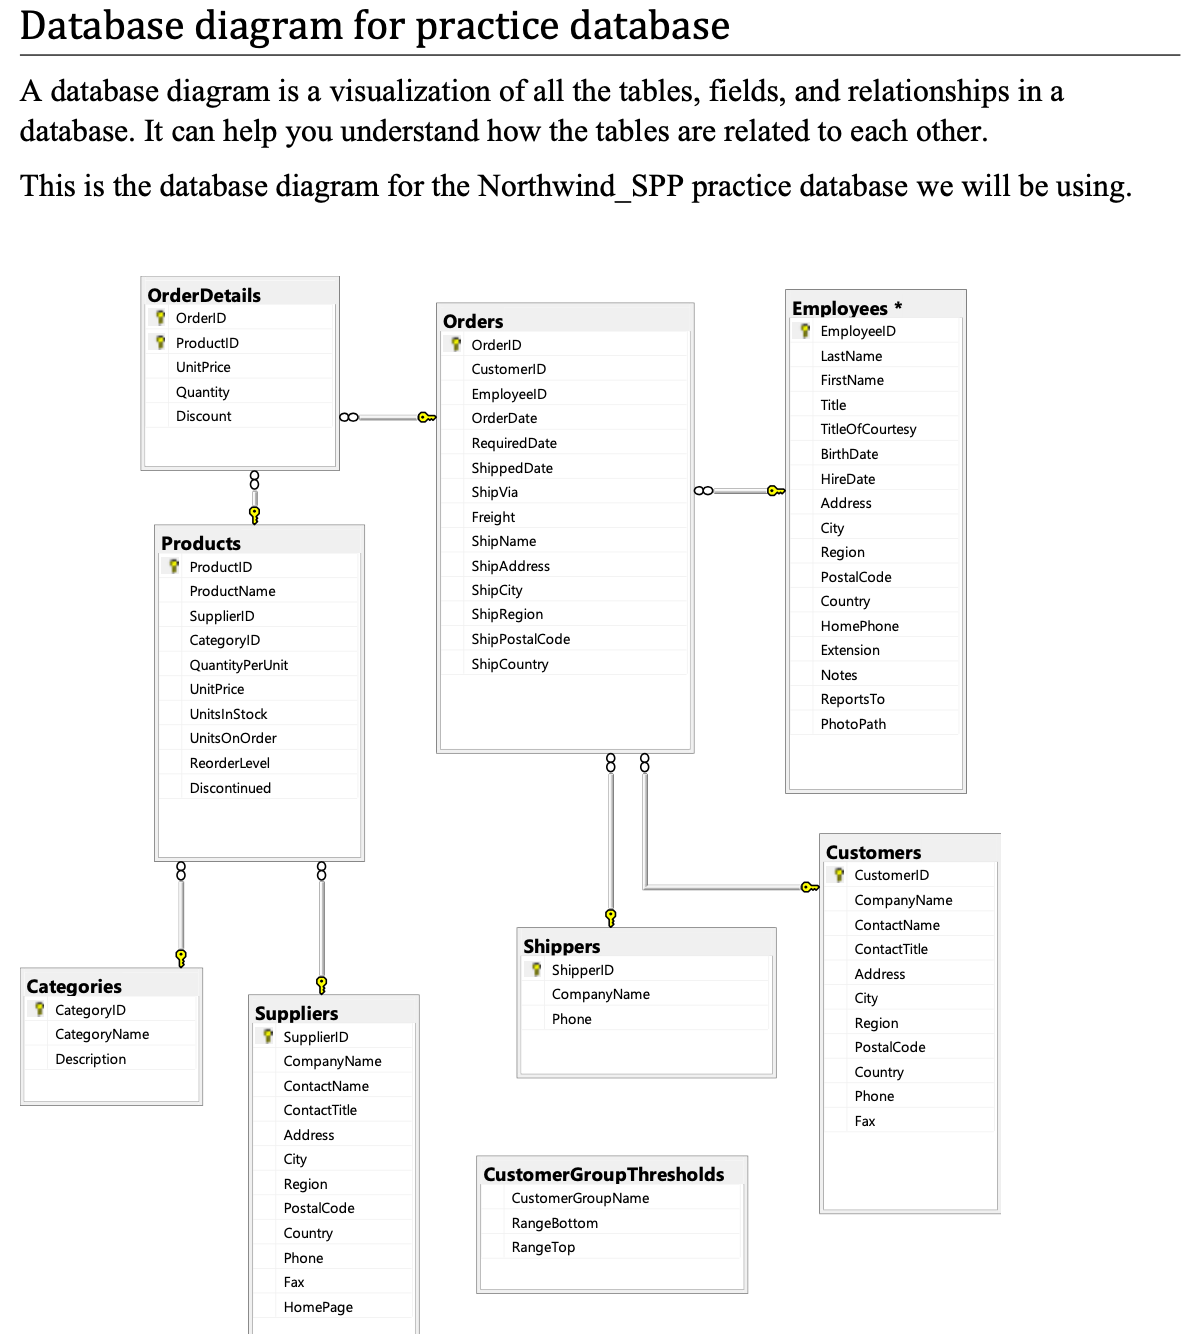 Database diagram for practice database
A database diagram is a visualization of all the tables, fields, and relationships in a
database. It can help you understand how the tables are related to each other.
This is the database diagram for the Northwind_SPP practice database we will be using.
OrderDetails
OrderID
ProductID
UnitPrice
Quantity
Discount
Orders
OrderID
CustomerID
EmployeeID
OrderDate
RequiredDate
ShippedDate
ShipVia
Freight
ShipName
ShipAddress
ShipCity
ShipRegion
ShipPostalCode
ShipCountry
Employees *
EmployeeID
LastName
FirstName
Title
TitleOfCourtesy
BirthDate
HireDate
Address
City
Region
PostalCode
Country
HomePhone
Extension
Notes
ReportsTo
PhotoPath
Products
ProductID
ProductName
SupplierID
CategoryID
QuantityPerUnit
UnitPrice
UnitsInStock
UnitsOnOrder
ReorderLevel
Discontinued
Customers
CustomerID
CompanyName
ContactName
ContactTitle
Address
City
Region
PostalCode
Country
Phone
Fax
Shippers
ShipperID
CompanyName
Phone
Categories
CategoryID
CategoryName
Description
Suppliers
SupplierID
CompanyName
ContactName
ContactTitle
Address
City
Region
PostalCode
Country
Phone
Fax
HomePage
CustomerGroupThresholds
CustomerGroupName
RangeBottom
RangeTop